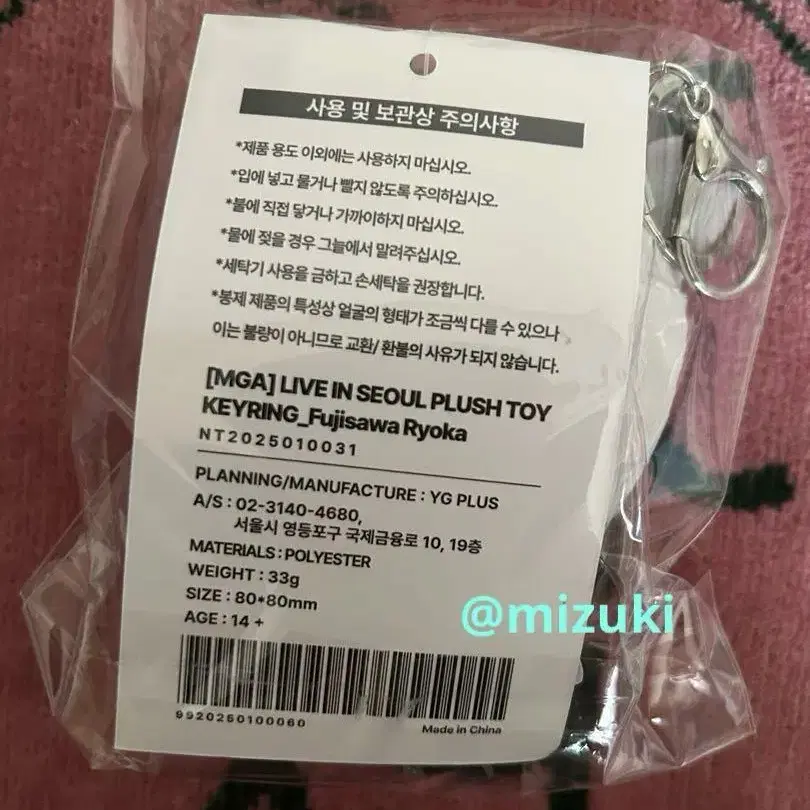 사용 및 보관상 주의사항
*제품 용도 이외에는 사용하지 마십시오.
*입에 넣고 물거나 빨지 않도록 주의하십시오.
*불에 직접 닿거나 가까이하지 마십시오.
*물에 젖을 경우 그늘에서 말려주십시오.
*세탁기 사용을 금하고 손세탁을 권장합니다.
*봉제 제품의 특성상 얼굴의 형태가 조금씩 다를 수 있으나
이는 불량이 아니므로 교환/ 환불의 사유가 되지 않습니다.
[MGA] LIVE IN SEOUL PLUSH TOY
KEYRING_Fujisawa Ryoka
NT2025010031
PLANNING/MANUFACTURE : YG PLUS
A/S : 02-3140-4680,
서울시 영등포구 국제금융로 10, 19층
MATERIALS : POLYESTER
WEIGHT : 33g
SIZE : 80*80mm
AGE : 14 +
@mizuki
9920250100060
Made in China